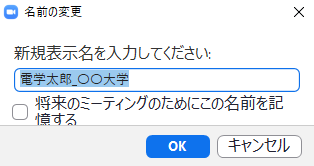 名前の変更
新規表示名を入力してください:
電学太郎_〇〇大学
将来のミーティングのためにこの名前を記
憶する
OK
キャンセル